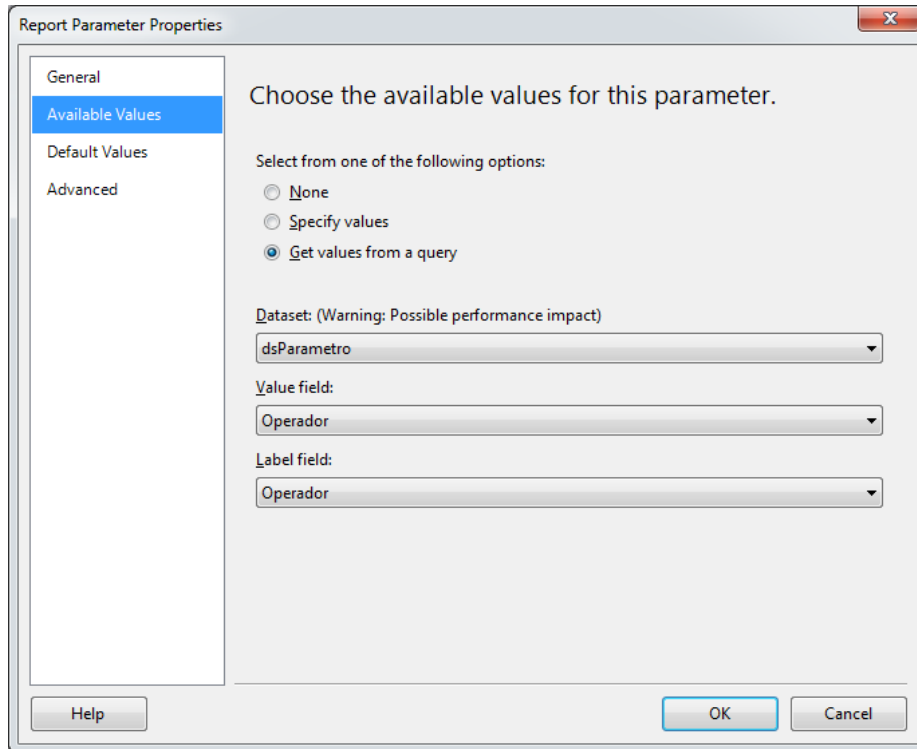 Report Parameter Properties
General
Available Values
Default Values
Advanced
Choose the available values for this parameter.
Select from one of the following options:
None
Specify values
Get values from a query
Dataset: (Warning: Possible performance impact)
dsParametro
Value field:
Operador
Label field:
Operador
Help
OK
Cancel